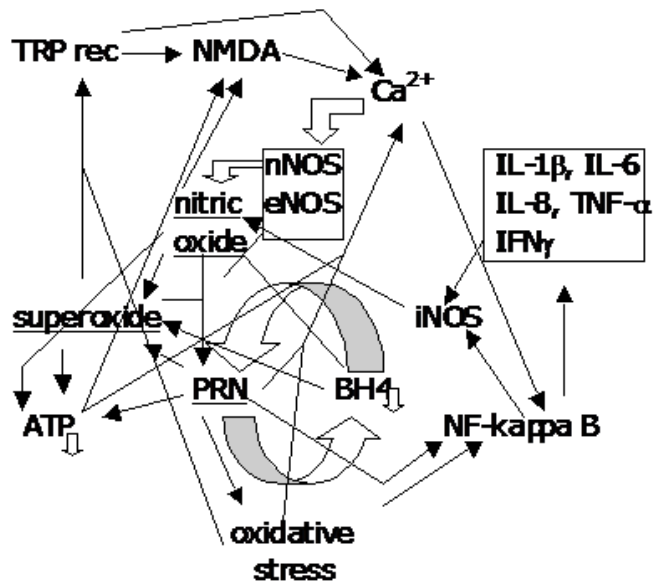 TRP rec
NMDA
Ca2+
nNOS
eNOS
IL-1β, IL-6
IL-8, TNF-α
IFNγ
nitric
oxide
superoxide
iNOS
ATP
PRN
BH4
NF-kappa B
oxidative
stress